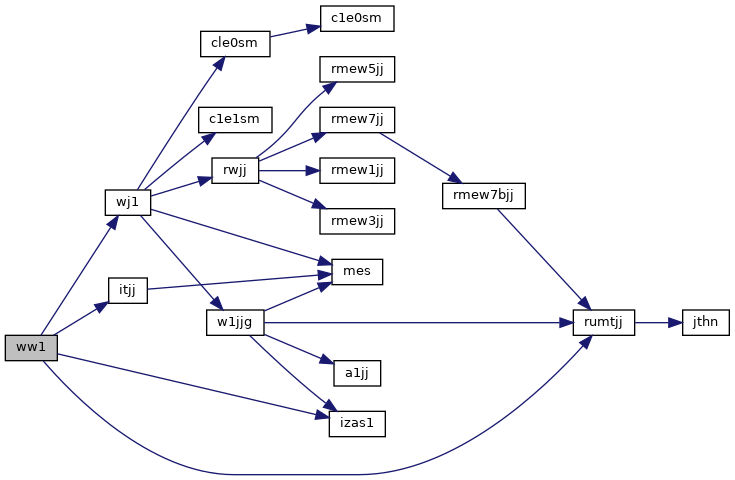 c1e0sm
cle0sm
rmew5jj
c1e1sm
rmew7jj
rwjj
rmew1jj
rmew7bjj
wj1
rmew3jj
mes
itjj
w1jjg
rumtjj
jthn
ww1
a1jj
izas1